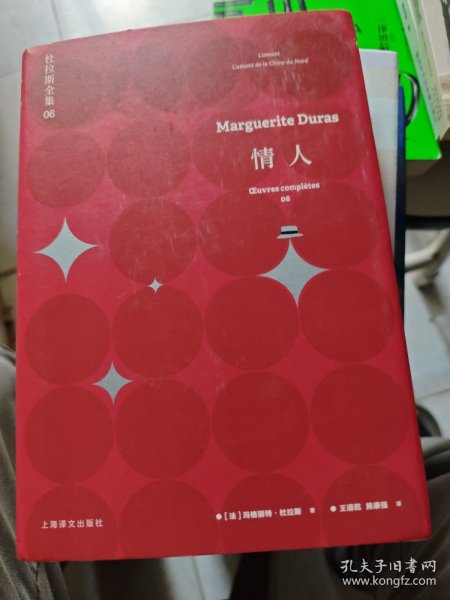 杜拉斯全集
06
L'amant
L'amant de la Chine du Nord
Marguerite Duras
情人
Œuvres complètes
06
[法]玛格丽特·杜拉斯 著
王道乾 施康强 译
上海译文出版社
孔夫子旧书网
www.kongfz.com